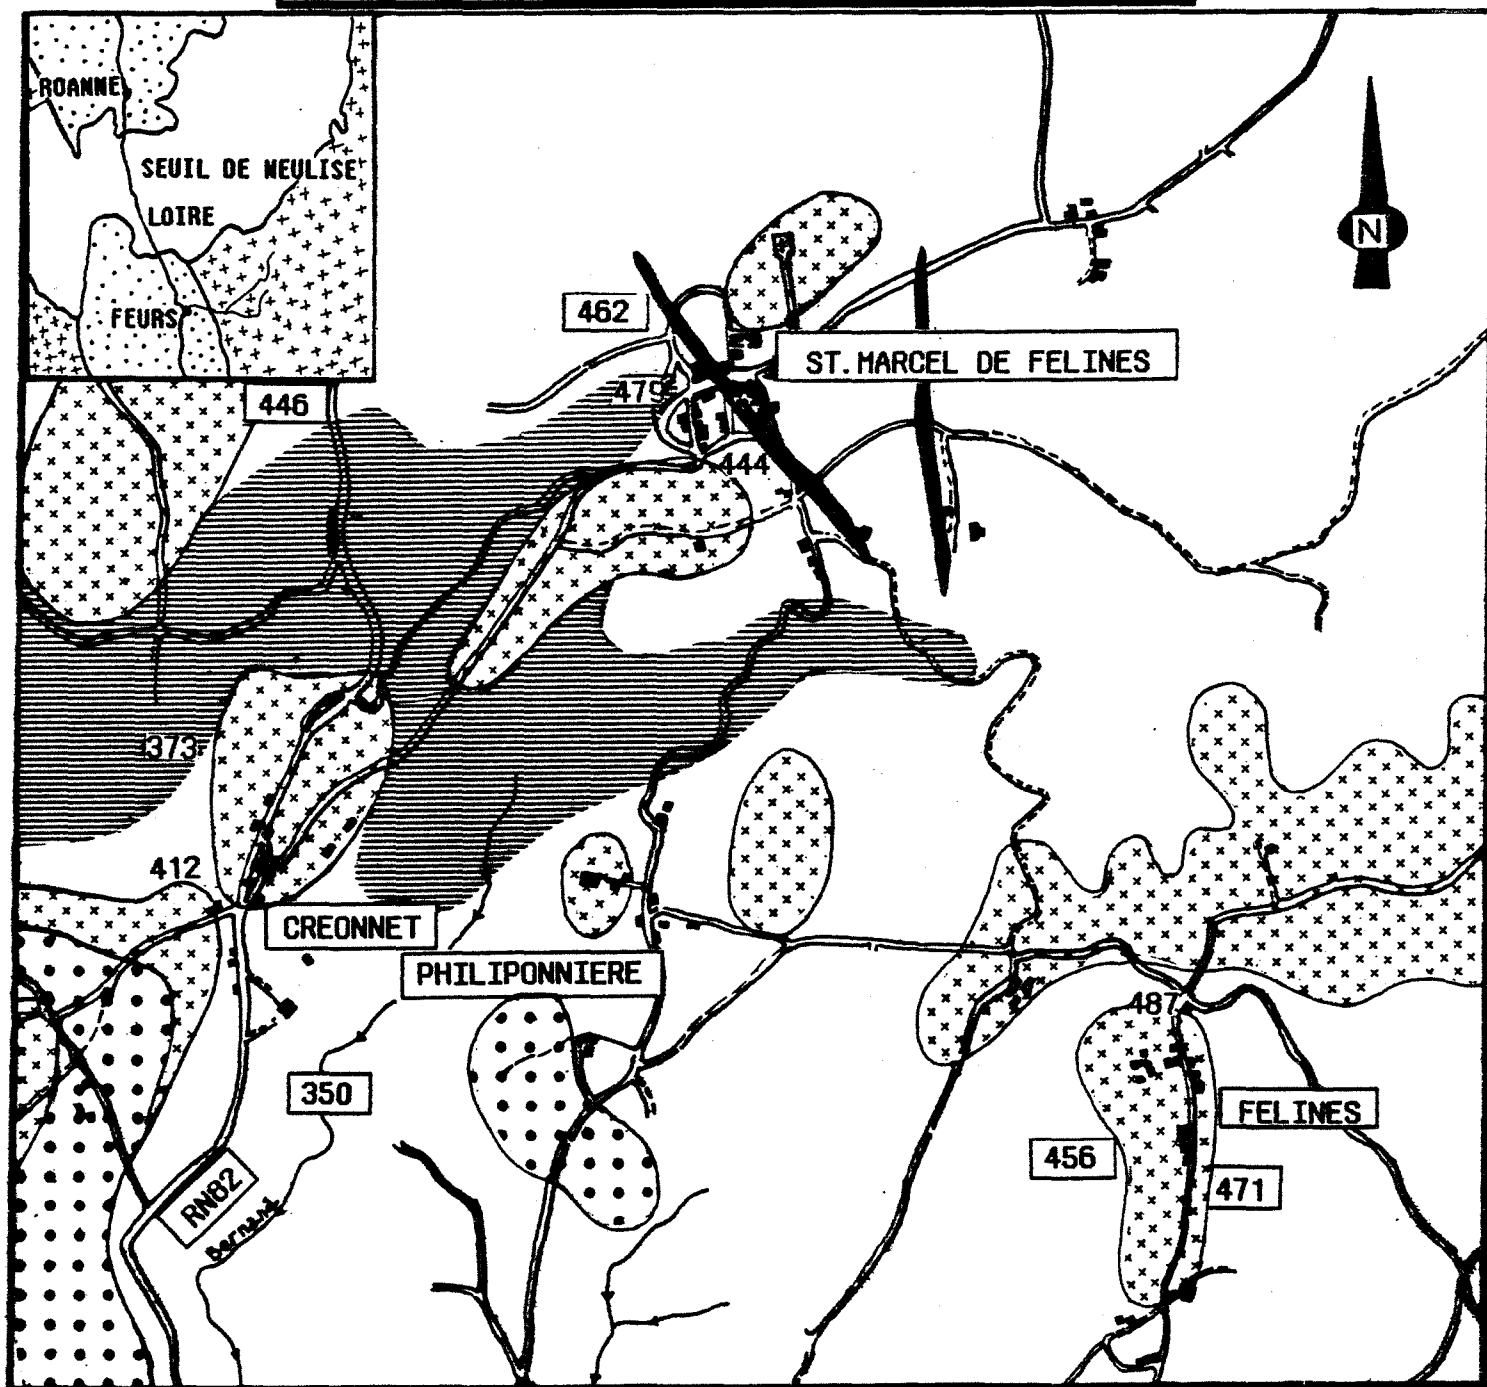 ROANNE
SEUIL DE NEULISE
LOIRE
FEURS
N
462
ST.MARCEL DE FELINES
479
446
444
373
412
CREONNET
PHILIPONNIERE
487
350
FELINES
456
471
RN82
Bernand